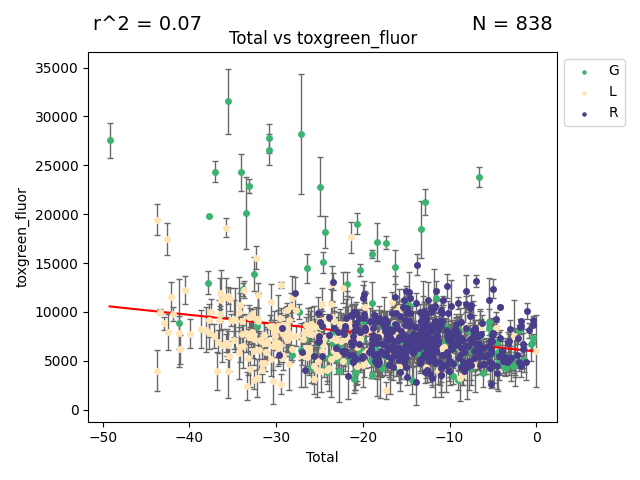 r^2 = 0.07
N = 838
Total vs toxgreen_fluor
35000
30000
25000
20000
15000
10000
5000
0
toxgreen_fluor
−50
−40
−30
−20
−10
0
Total
G
L
R